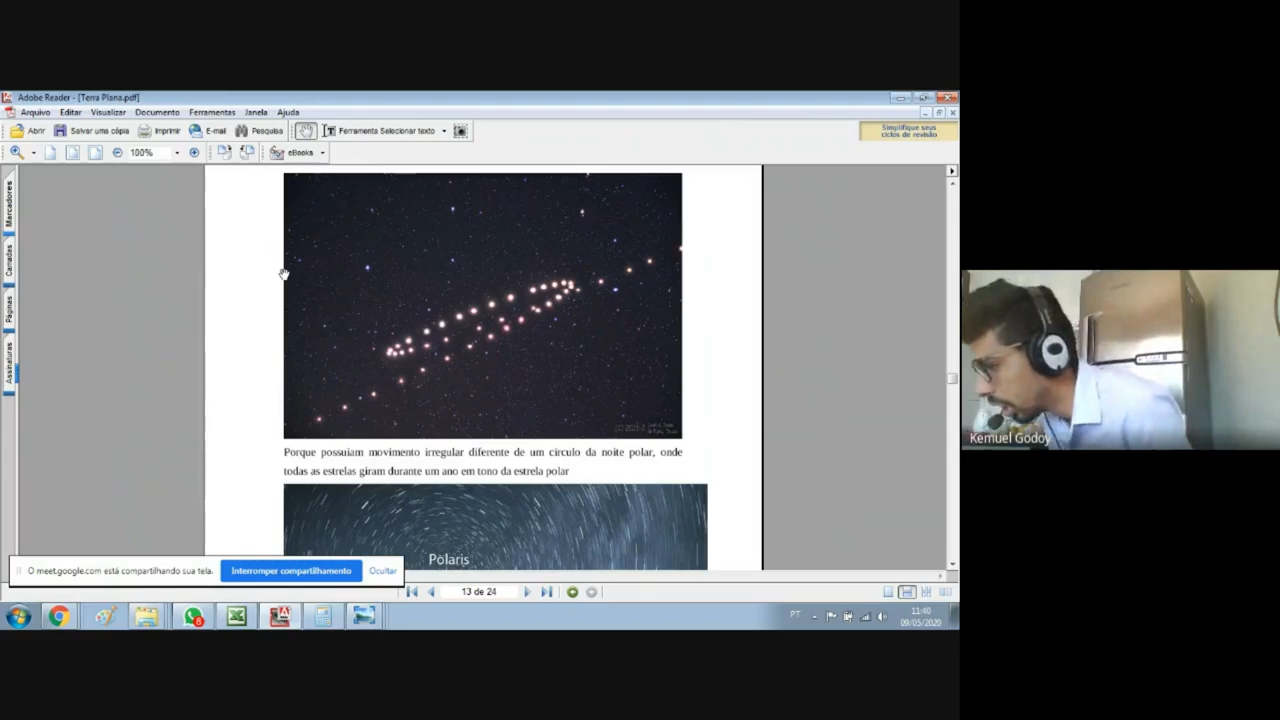 Adobe Reader - [Terra Plana.pdf]
Arquivo Editar Visualizar Documento Ferramentas Janela Ajuda
Abrir Salvar uma cópia Imprimir E-mail Pesquisa Ferramenta Selecionar texto
Simplifique seus
ciclos de revisão
100% eBooks
Marcadores
Camadas
Páginas
Assinaturas
Porque possuiam movimento irregular diferente de um circulo da noite polar, onde
todas as estrelas giram durante um ano em tono da estrela polar
Polaris
O meet.google.com está compartilhando sua tela. Interromper compartilhamento Ocultar
13 de 24
8
PT
11:40
09/05/2020
Kemuel Godoy